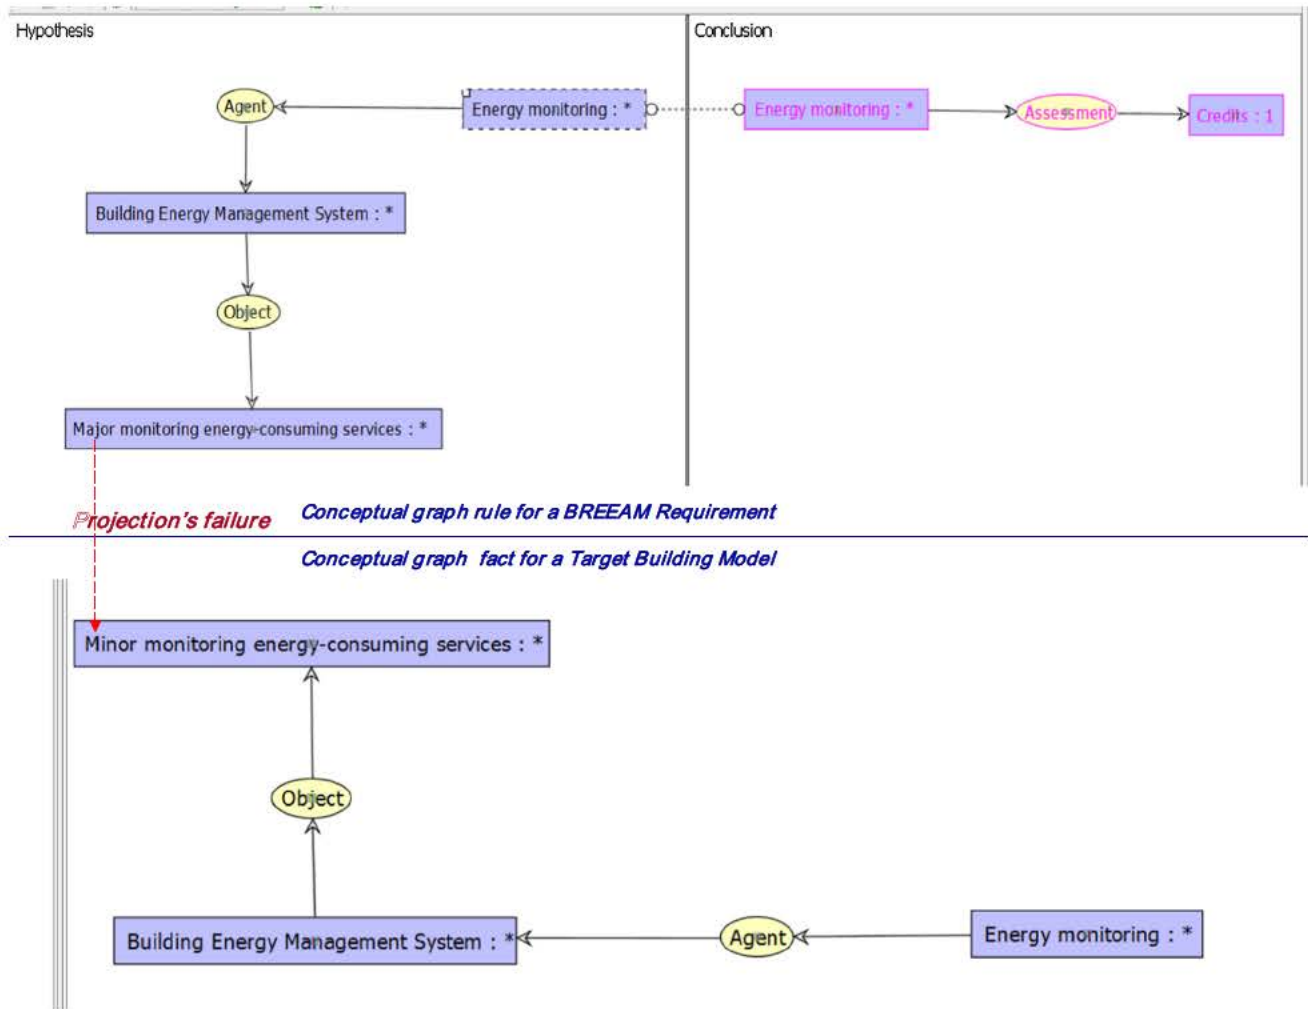 Hypothesis
Conclusion
Agent
Energy monitoring : *
Energy monitoring : *
Assessment
Credits : 1
Building Energy Management System : *
Object
Major monitoring energy-consuming services : *
Projection's failure
Conceptual graph rule for a BREEAM Requirement
Conceptual graph fact for a Target Building Model
Minor monitoring energy-consuming services : *
Object
Building Energy Management System : *
Agent
Energy monitoring : *